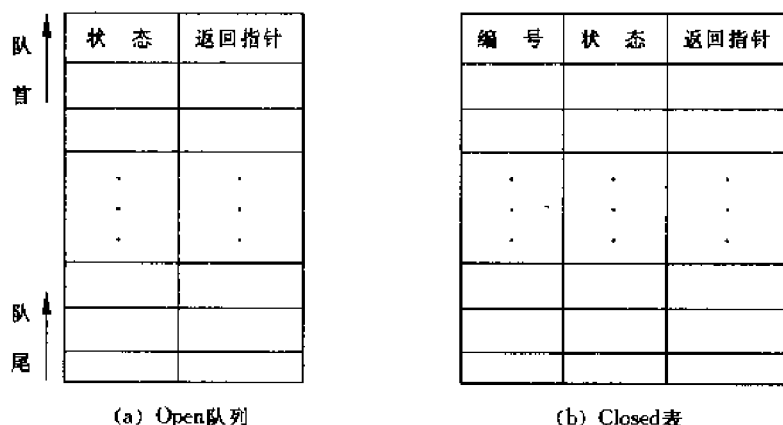 队首
状 态 返回指针
队尾
(a) Open队列
编 号 状 态 返回指针
(b) Closed表